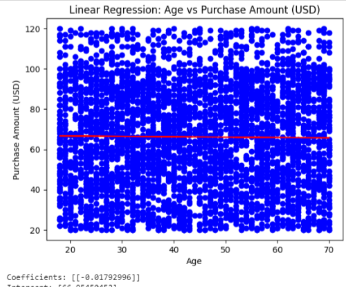 Linear Regression: Age vs Purchase Amount (USD)
120
100
80
60
40
20
Purchase Amount (USD)
20 30 40 50 60 70
Age
Coefficients: [[-0.01792996]]